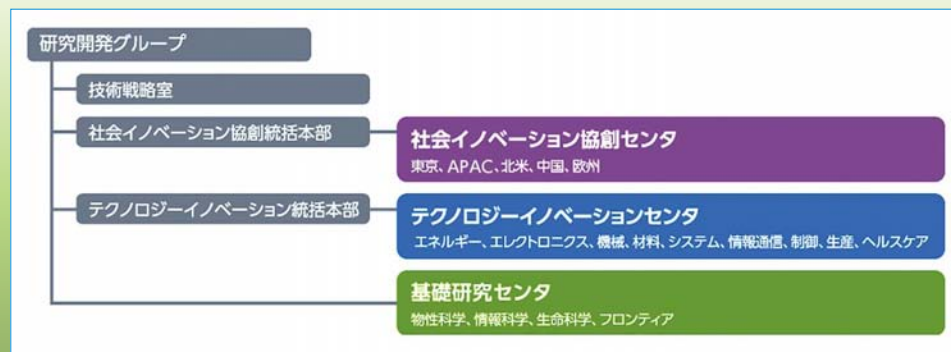 研究開発グループ
技術戦略室
社会イノベーション協創統括本部
社会イノベーション協創センタ
東京、APAC、北米、中国、欧州
テクノロジーイノベーション統括本部
テクノロジーイノベーションセンタ
エネルギー、エレクトロニクス、機械、材料、システム、情報通信、制御、生産、ヘルスケア
基礎研究センタ
物性科学、情報科学、生命科学、フロンティア